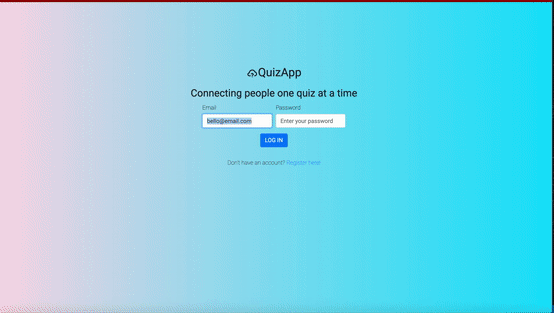 QuizApp
Connecting people one quiz at a time
Email Password
hello@email.com Enter your password
LOG IN
Don't have an account? Register here!